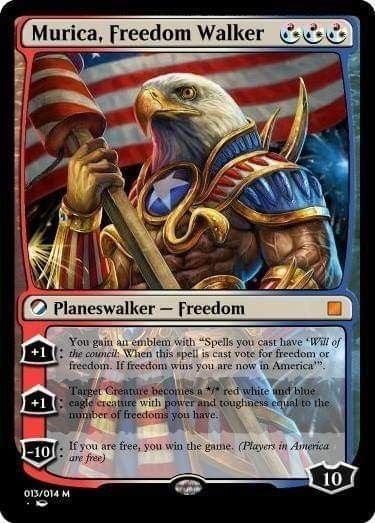 Murica, Freedom Walker
Planeswalker — Freedom
+1: You gain an emblem with “Spells you cast have ‘Will of
the council: When this spell is cast vote for freedom or
freedom. If freedom wins you are now in America’”.
+1: Target Creature becomes a */* red white and blue
eagle creature with power and toughness equal to the
number of freedoms you have.
-10: If you are free, you win the game. (Players in America
are free)
10
013/014 M